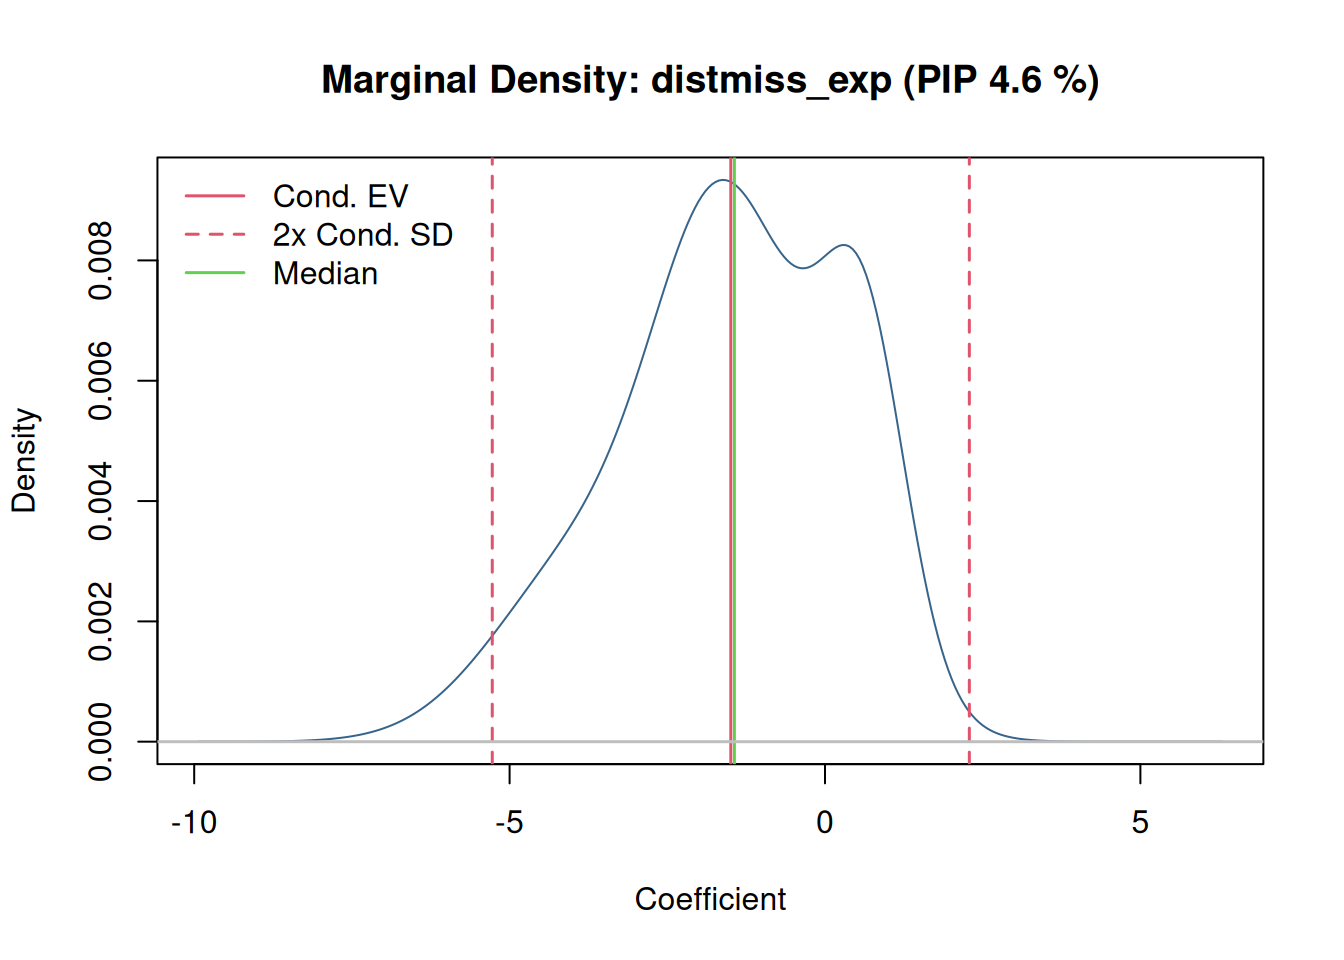 Marginal Density: distmiss_exp (PIP 4.6 %)
Cond. EV
2x Cond. SD
Median
Density
0.008
0.006
0.004
0.002
0.000
-10
-5
0
5
Coefficient